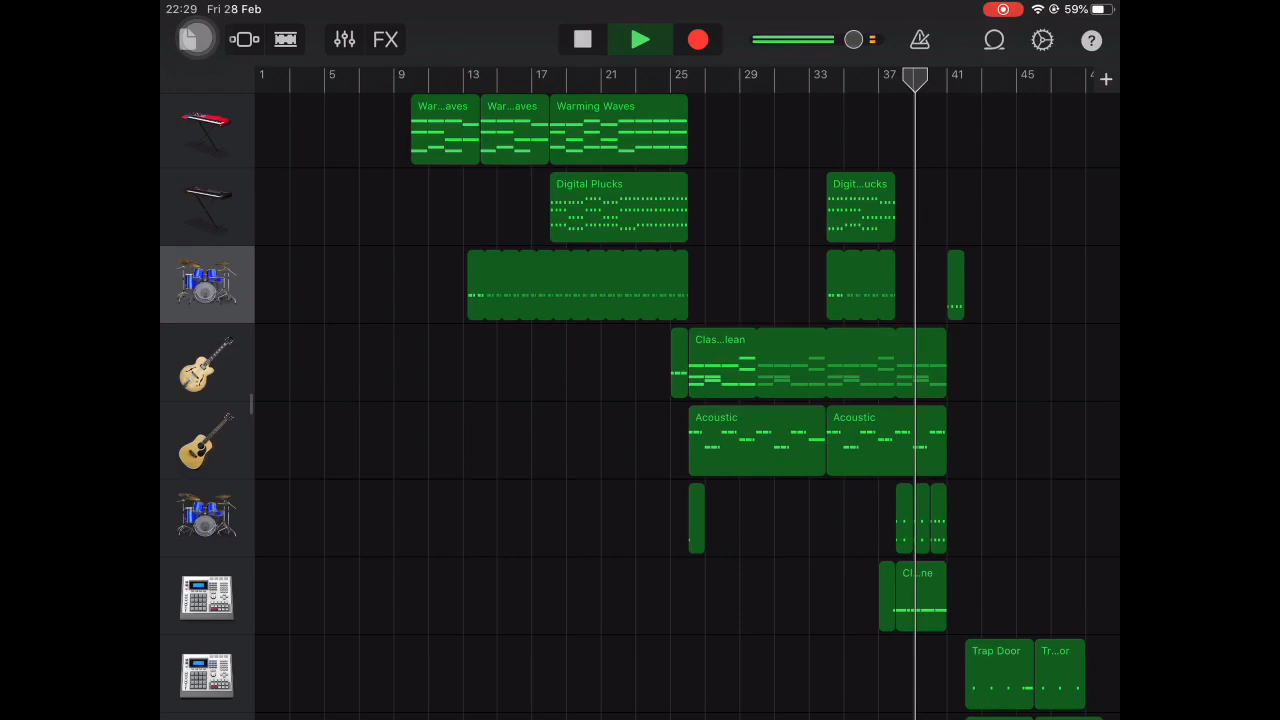 22:29 Fri 28 Feb 59%
FX ?
1 5 9 13 17 21 25 29 33 37 41 45 +
War...aves War...aves Warming Waves
Digital Plucks Digit...ucks
Clas...lean
Acoustic Acoustic
Cl...ne
Trap Door Tr...or